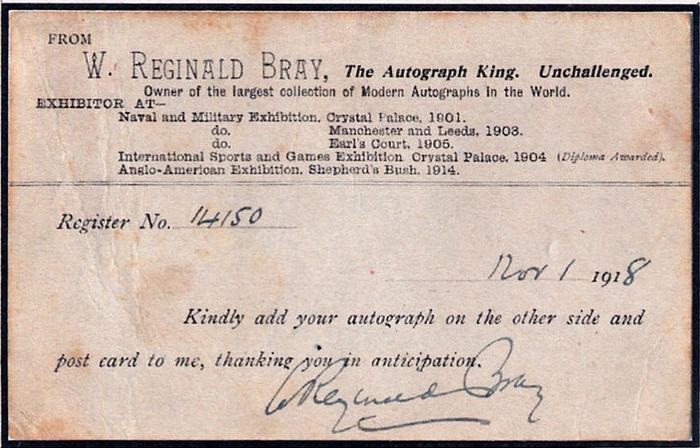 FROM
W. REGINALD BRAY, The Autograph King. Unchallenged.
Owner of the largest collection of Modern Autographs in the World.
EXHIBITOR AT—
Naval and Military Exhibition, Crystal Palace, 1901.
do. Manchester and Leeds, 1903.
do. Earl's Court, 1905.
International Sports and Games Exhibition Crystal Palace, 1904 (Diploma Awarded).
Anglo-American Exhibition, Shepherd's Bush, 1914.
Register No. 14150
Nov 1 1918
Kindly add your autograph on the other side and
post card to me, thanking you in anticipation.
W Reginald Bray